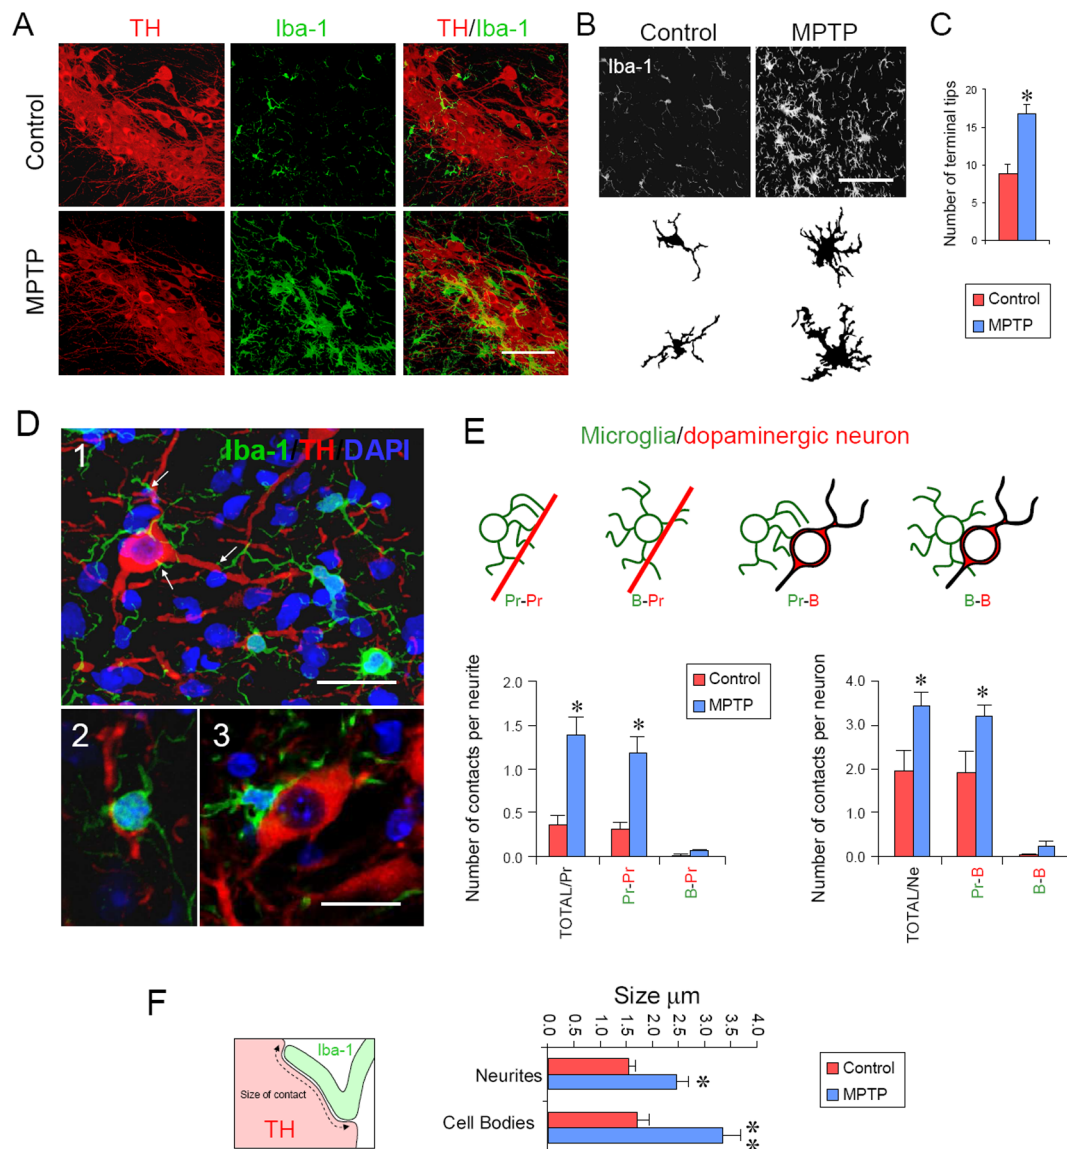 A
TH
Iba-1
TH/Iba-1
Control
MPTP
B
Control
MPTP
Iba-1
C
Number of terminal tips
20
15
10
5
0
*
Control
MPTP
D
1
Iba-1/TH/DAPI
2
3
E
Microglia/dopaminergic neuron
Pr-Pr
B-Pr
Pr-B
B-B
Number of contacts per neurite
2.0
1.5
1.0
0.5
0.0
*
*
TOTAL/Pr
Pr-Pr
B-Pr
Control
MPTP
Number of contacts per neuron
4.0
3.0
2.0
1.0
0.0
*
*
TOTAL/Ne
Pr-B
B-B
F
Iba-1
Size of contact
TH
Size μm
0.0
0.5
1.0
1.5
2.0
2.5
3.0
3.5
4.0
Neurites
*
Cell Bodies
**
Control
MPTP